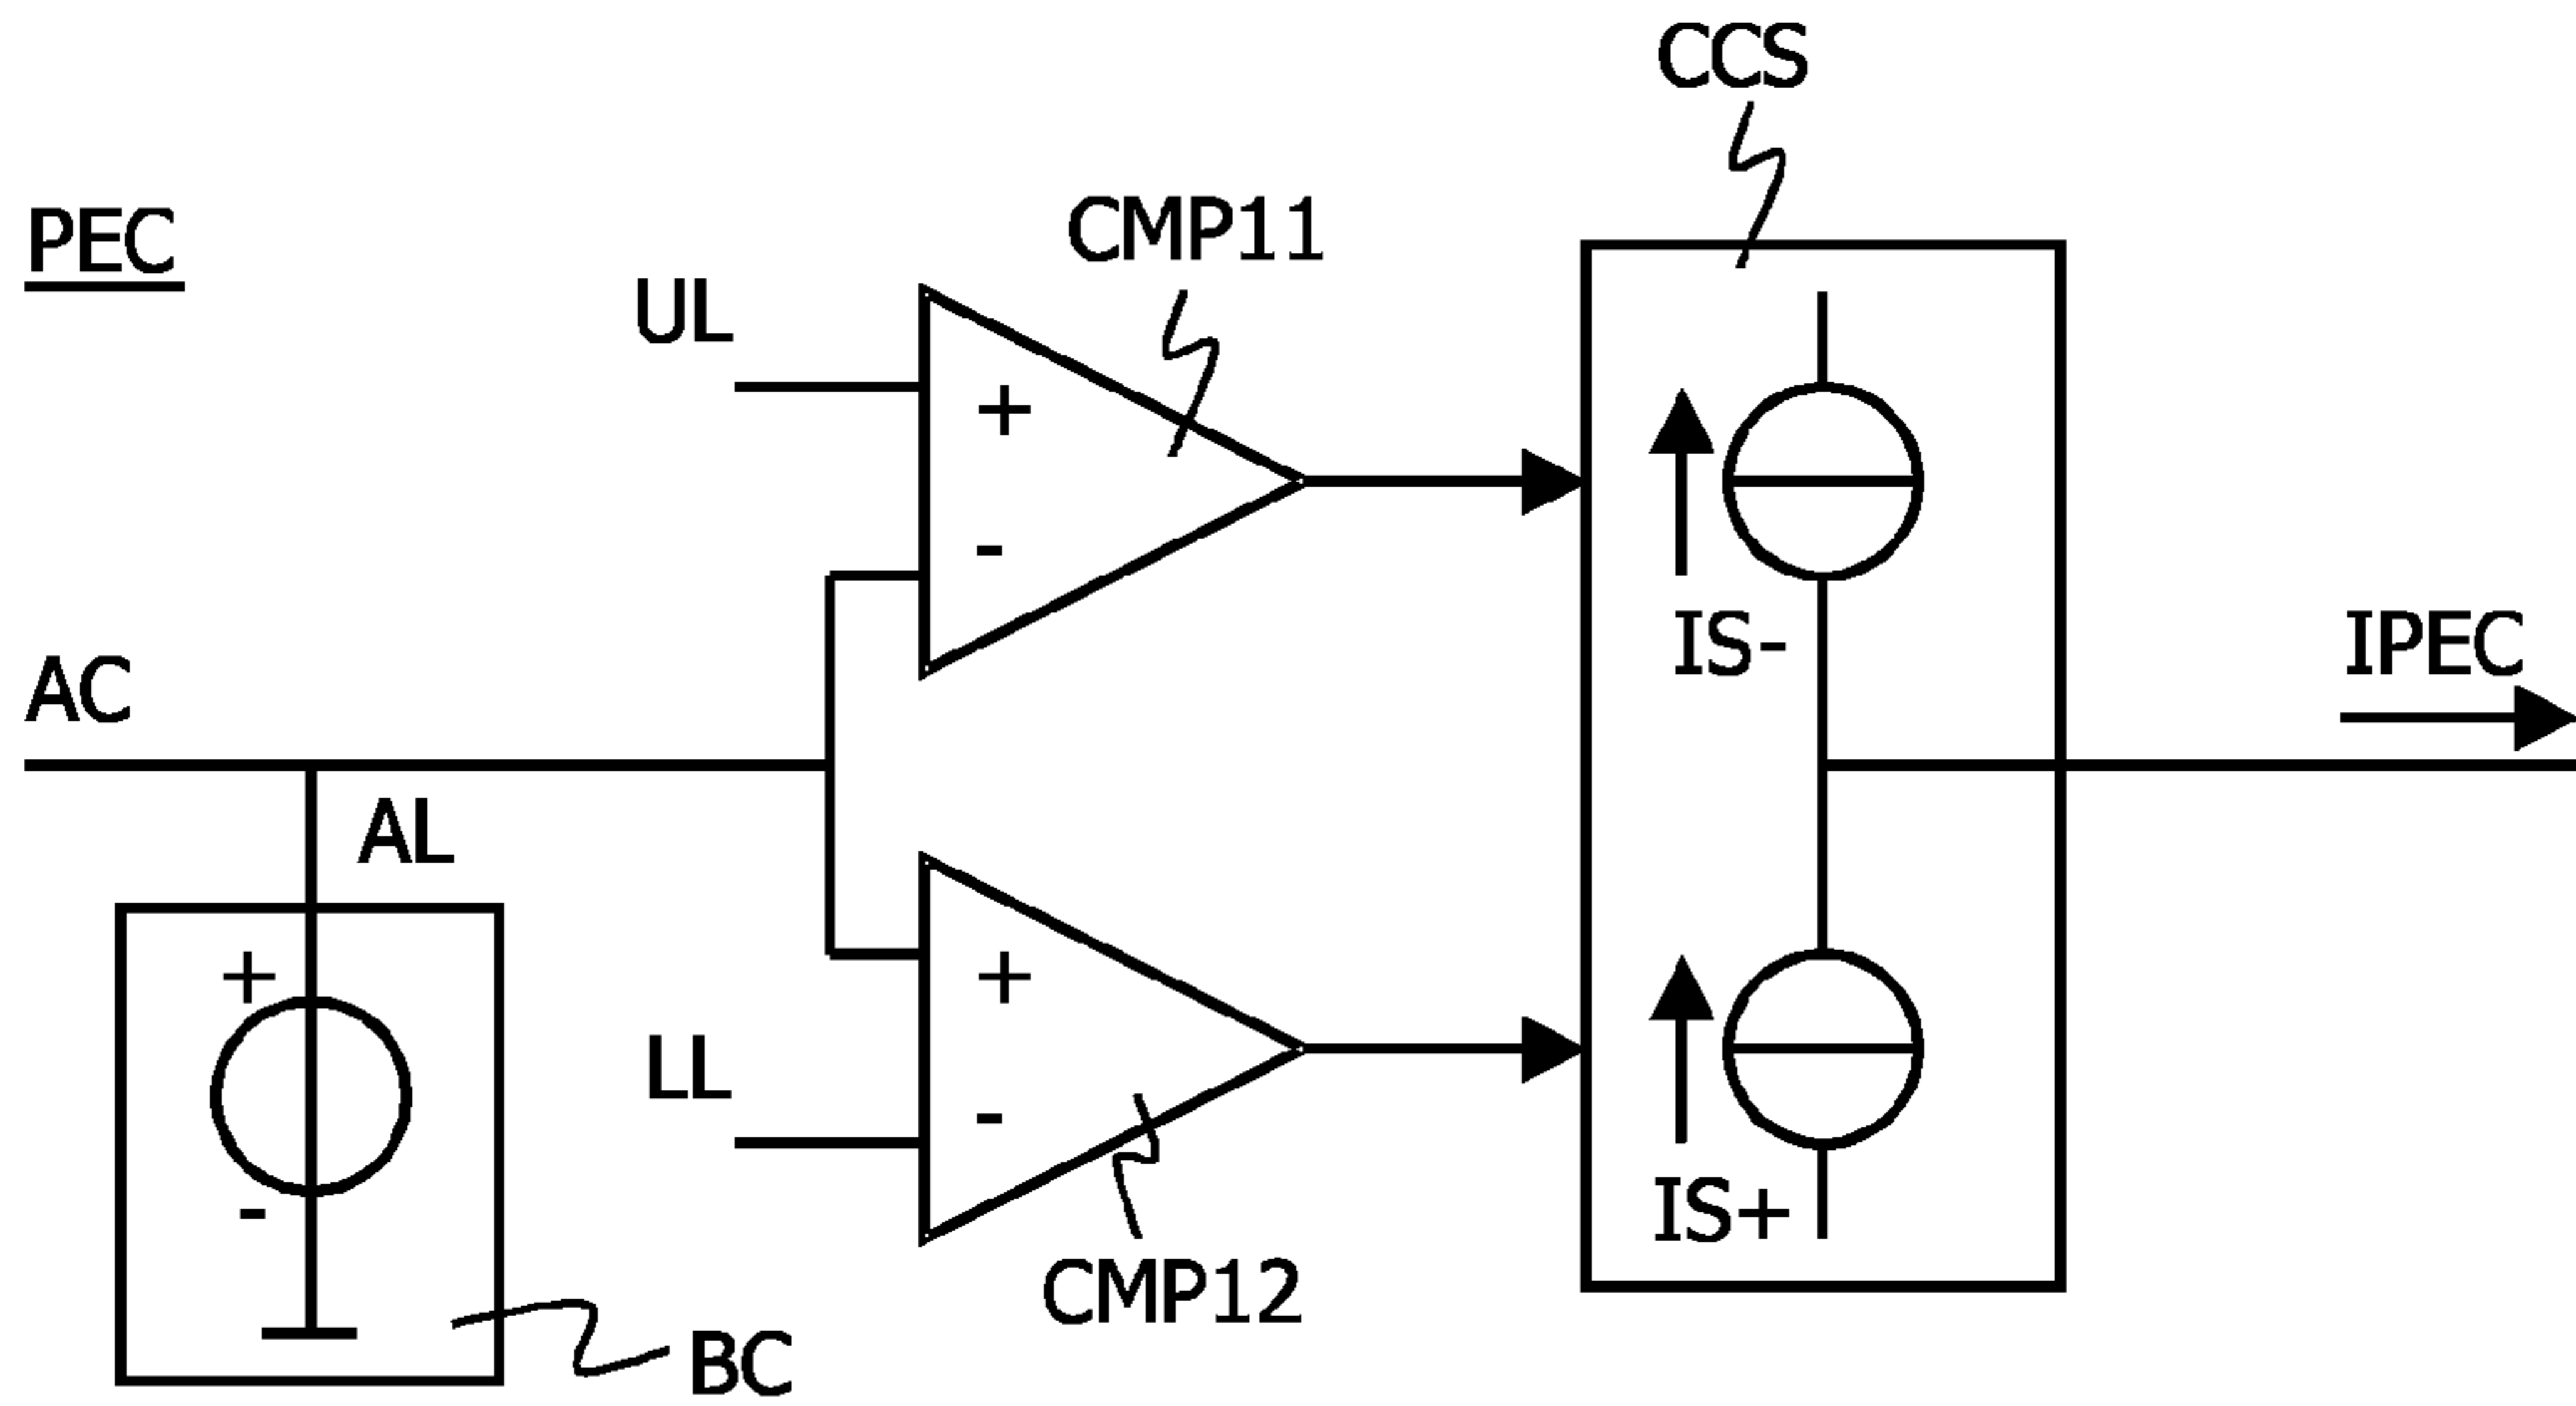 CCS
CMP11
PEC
UL
+
-
IS-
IPEC
AC
AL
+
-
+
-
LL
IS+
CMP12
BC